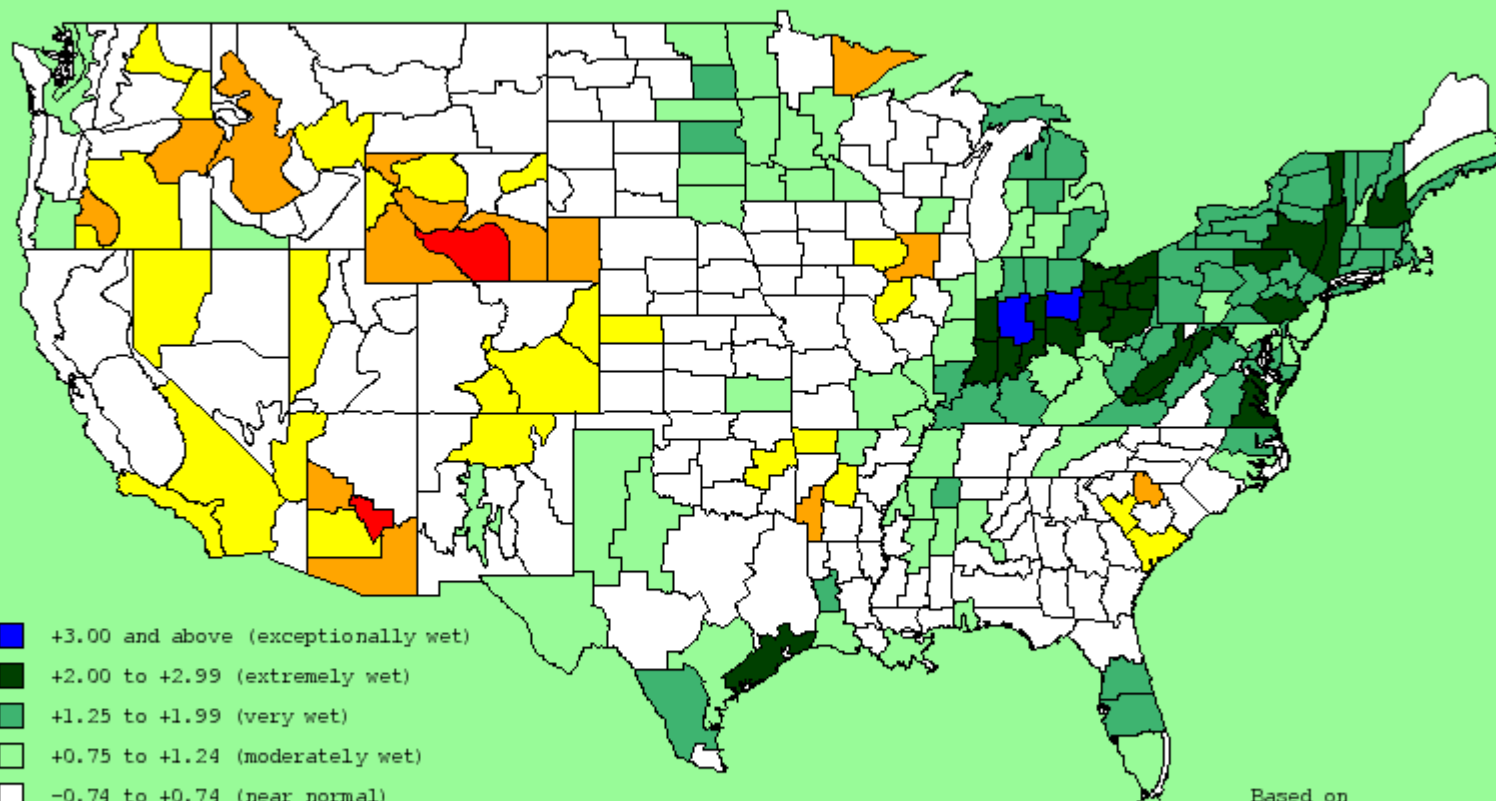 +3.00 and above (exceptionally wet)
+2.00 to +2.99 (extremely wet)
+1.25 to +1.99 (very wet)
+0.75 to +1.24 (moderately wet)
-0.74 to +0.74 (near normal)
Based on